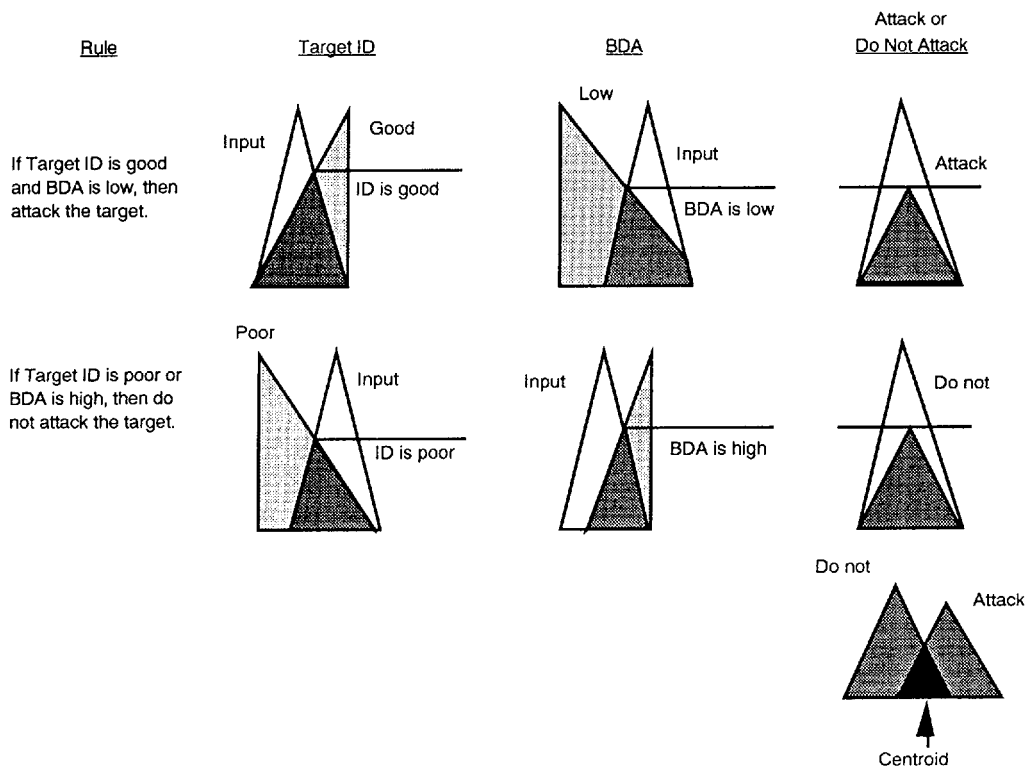 Rule
Target ID
BDA
Attack or
Do Not Attack
If Target ID is good
and BDA is low, then
attack the target.
Input
Good
ID is good
Low
Input
BDA is low
Attack
If Target ID is poor or
BDA is high, then do
not attack the target.
Poor
Input
ID is poor
Input
BDA is high
Do not
Do not
Attack
Centroid